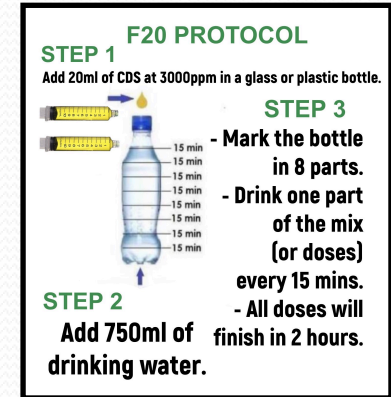 F20 PROTOCOL
STEP 1
Add 20ml of CDS at 3000ppm in a glass or plastic bottle.
15 min
15 min
15 min
15 min
15 min
15 min
15 min
15 min
STEP 2
Add 750ml of
drinking water.
STEP 3
- Mark the bottle
in 8 parts.
- Drink one part
of the mix
(or doses)
every 15 mins.
- All doses will
finish in 2 hours.